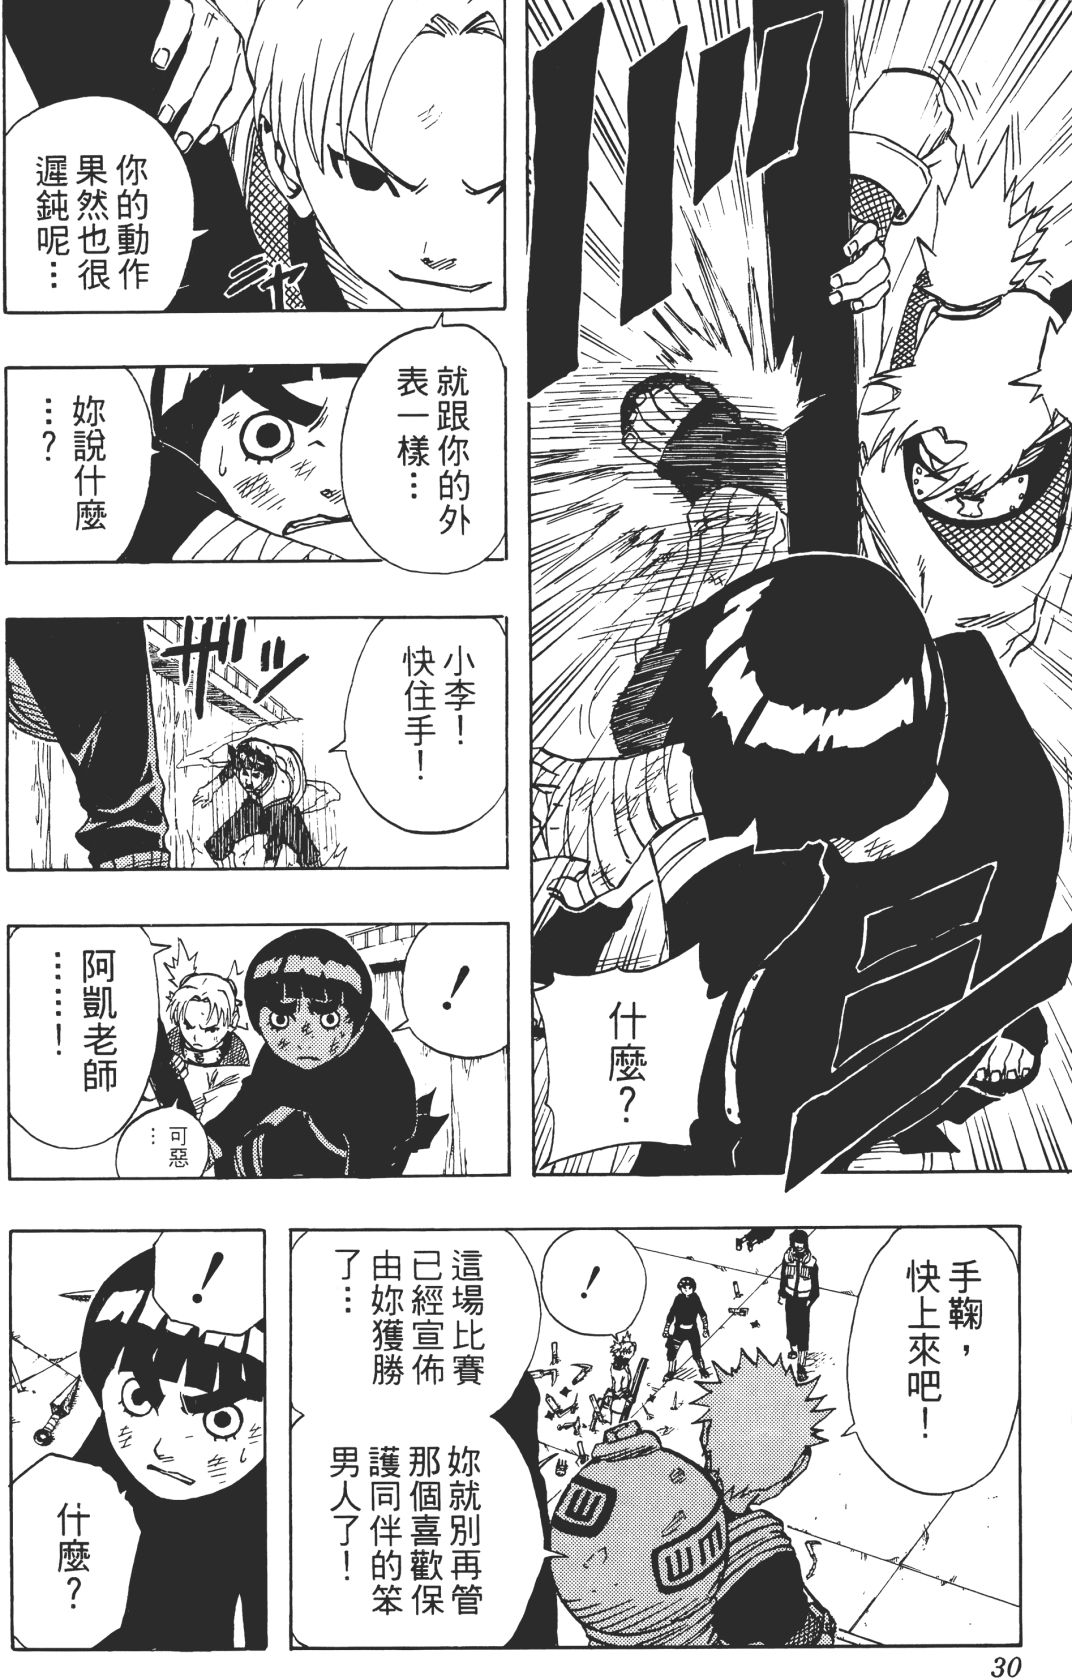 什麼？
你的動作
果然也很
遲鈍呢…
就跟你的外
表一樣…
妳說什麼
…？
小李！
快住手！
！
阿凱老師
……！
可惡
…
手鞠，
快上來吧！
！
這場比賽
已經宣佈
由妳獲勝
了…
妳就別再管
那個喜歡保
護同伴的笨
男人了！
！
什麼？
30